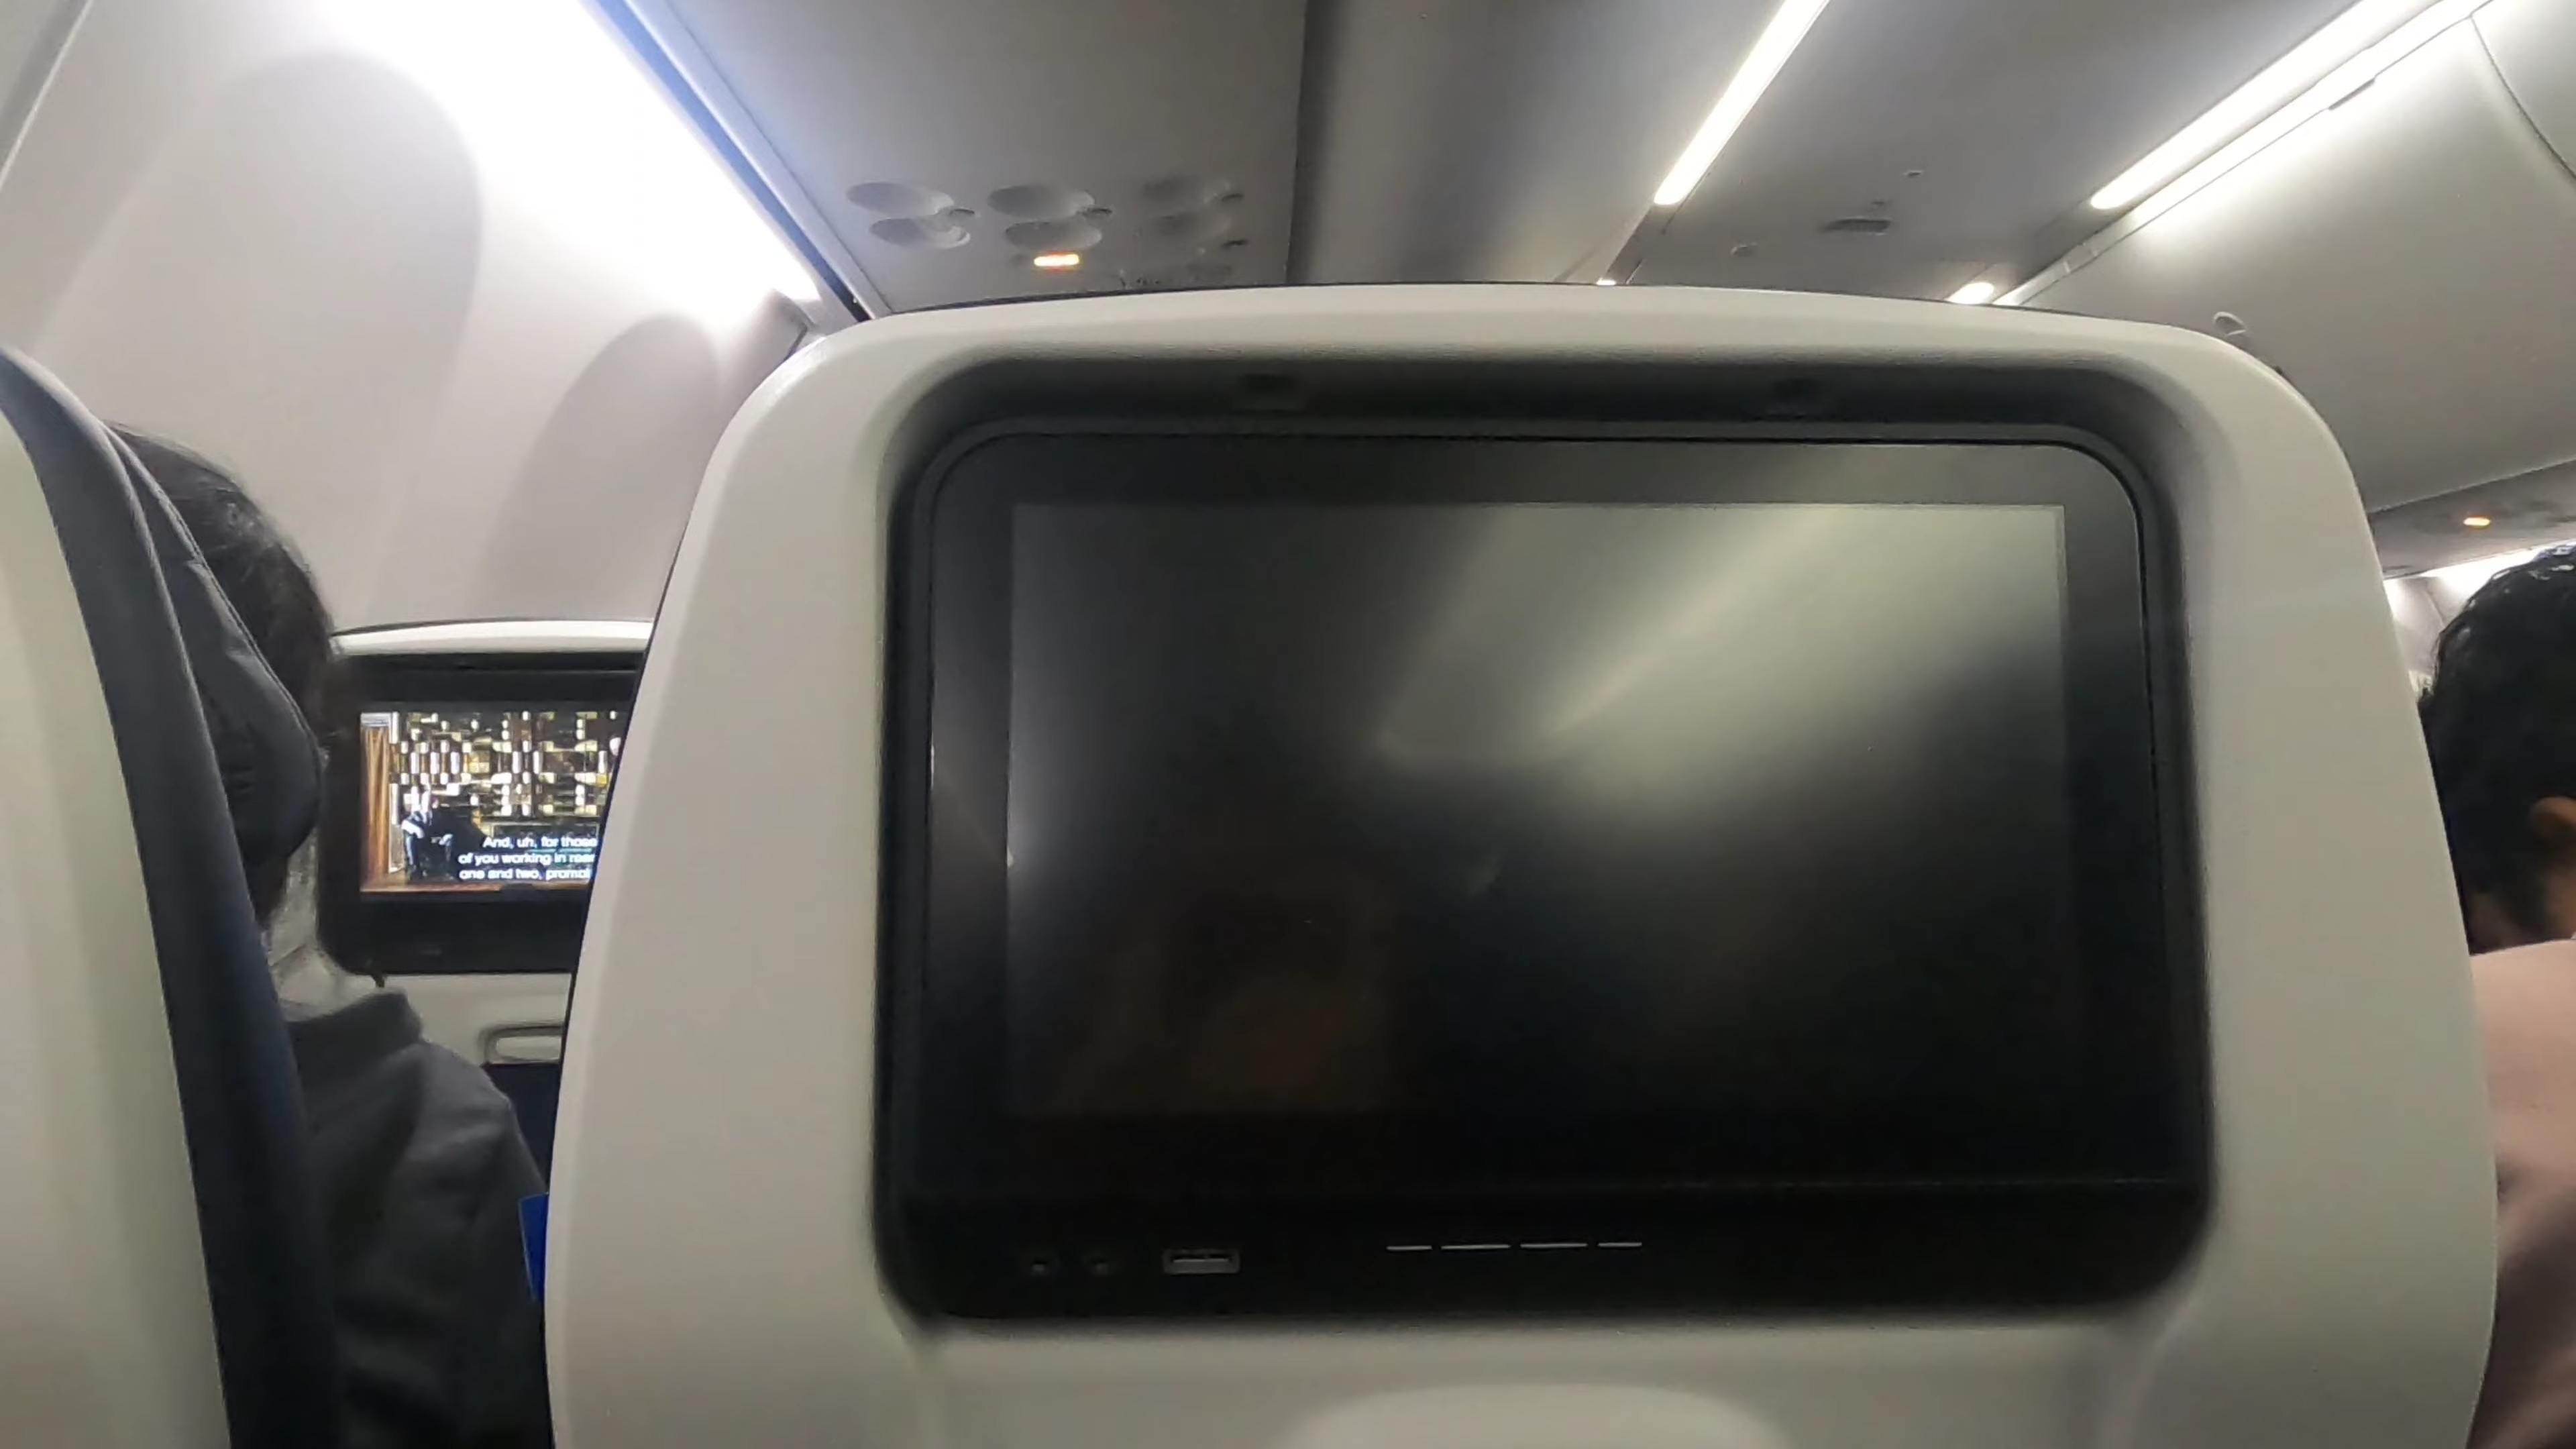 And, uh, for those
of you working in
one and two,